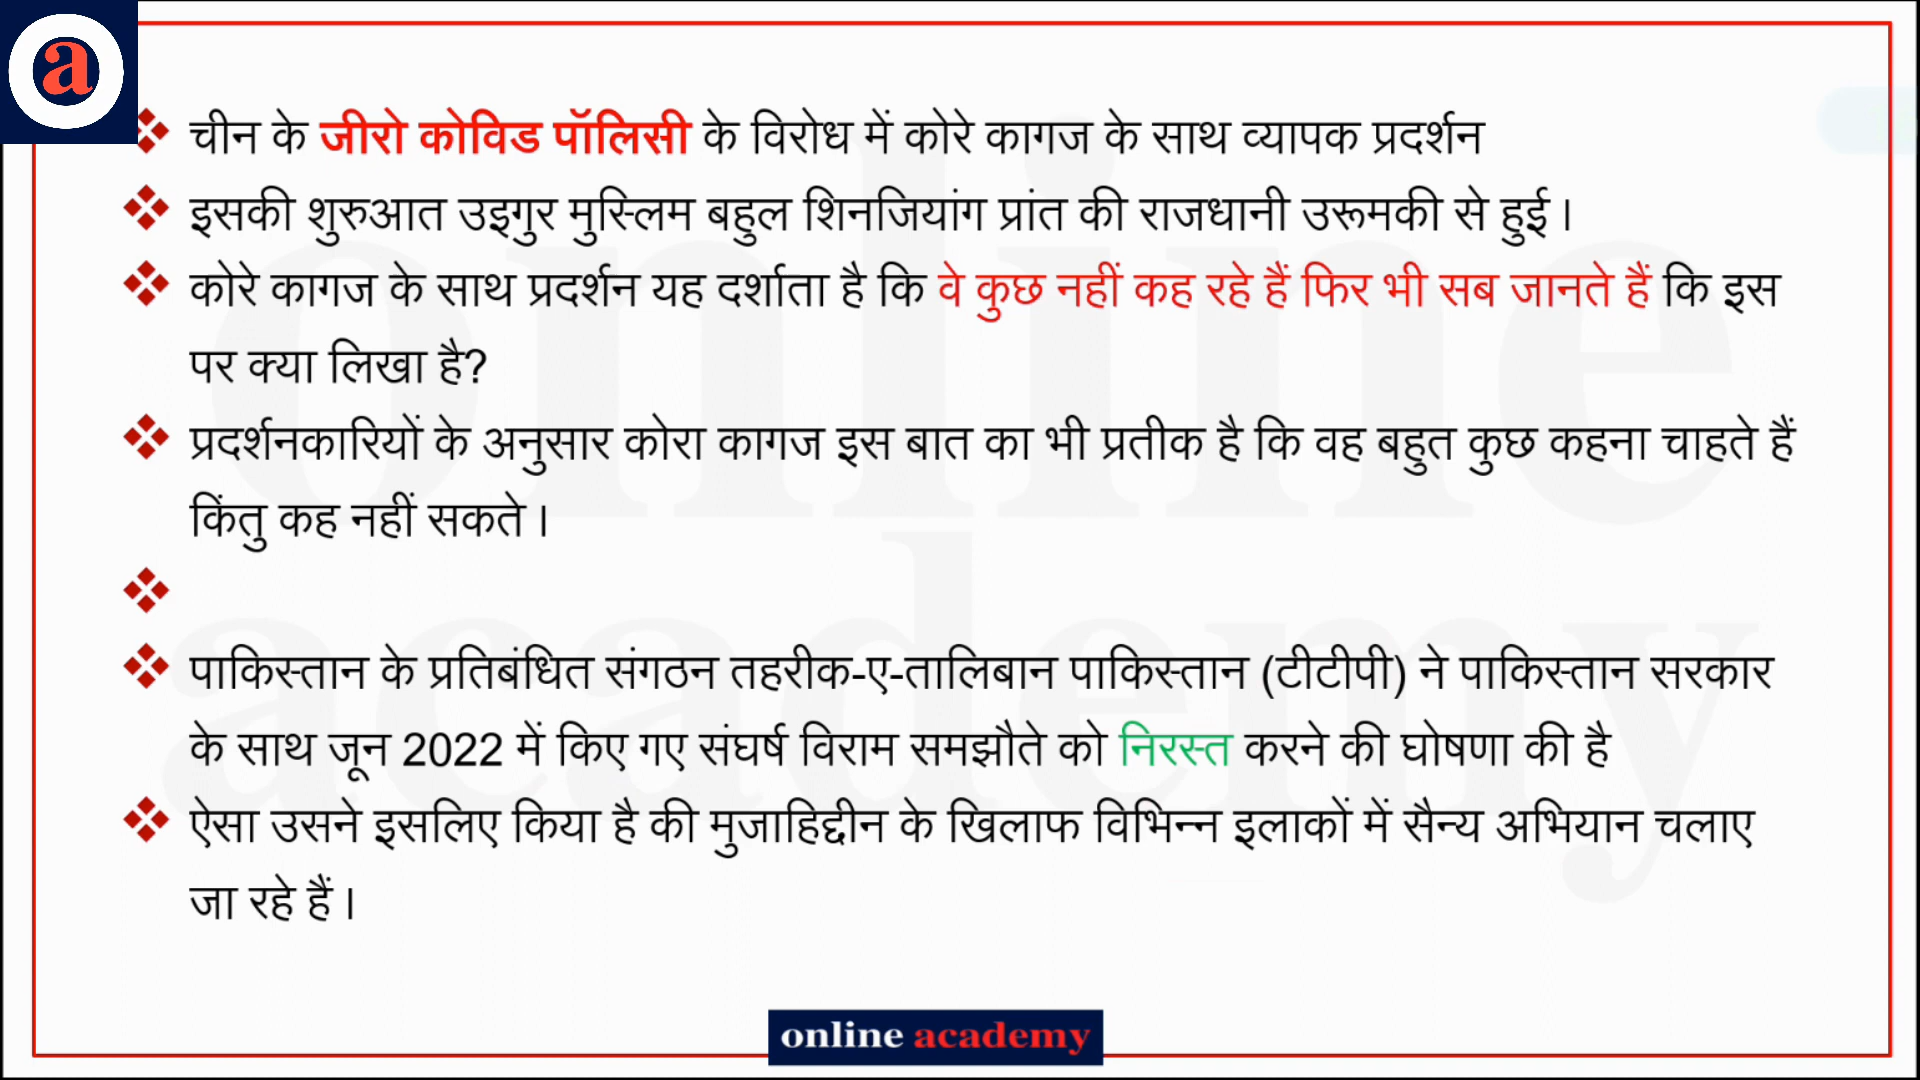 a
❖ चीन के जीरो कोविड पॉलिसी के विरोध में कोरे कागज के साथ व्यापक प्रदर्शन
❖ इसकी शुरुआत उइगुर मुस्लिम बहुल शिनजियांग प्रांत की राजधानी उरूमकी से हुई।
❖ कोरे कागज के साथ प्रदर्शन यह दर्शाता है कि वे कुछ नहीं कह रहे हैं फिर भी सब जानते हैं कि इस
पर क्या लिखा है?
❖ प्रदर्शनकारियों के अनुसार कोरा कागज इस बात का भी प्रतीक है कि वह बहुत कुछ कहना चाहते हैं
किंतु कह नहीं सकते।
❖
❖ पाकिस्तान के प्रतिबंधित संगठन तहरीक-ए-तालिबान पाकिस्तान (टीटीपी) ने पाकिस्तान सरकार
के साथ जून 2022 में किए गए संघर्ष विराम समझौते को निरस्त करने की घोषणा की है
❖ ऐसा उसने इसलिए किया है की मुजाहिद्दीन के खिलाफ विभिन्न इलाकों में सैन्य अभियान चलाए
जा रहे हैं।
online
academy
online academy